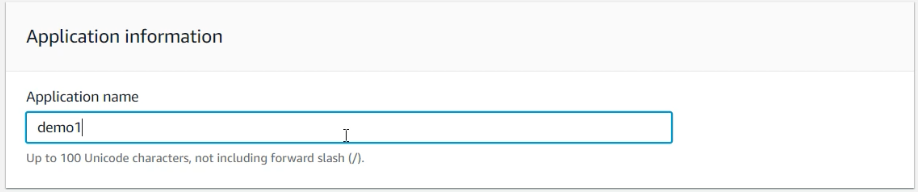 Application information
Application name
demo1
Up to 100 Unicode characters, not including forward slash (/).